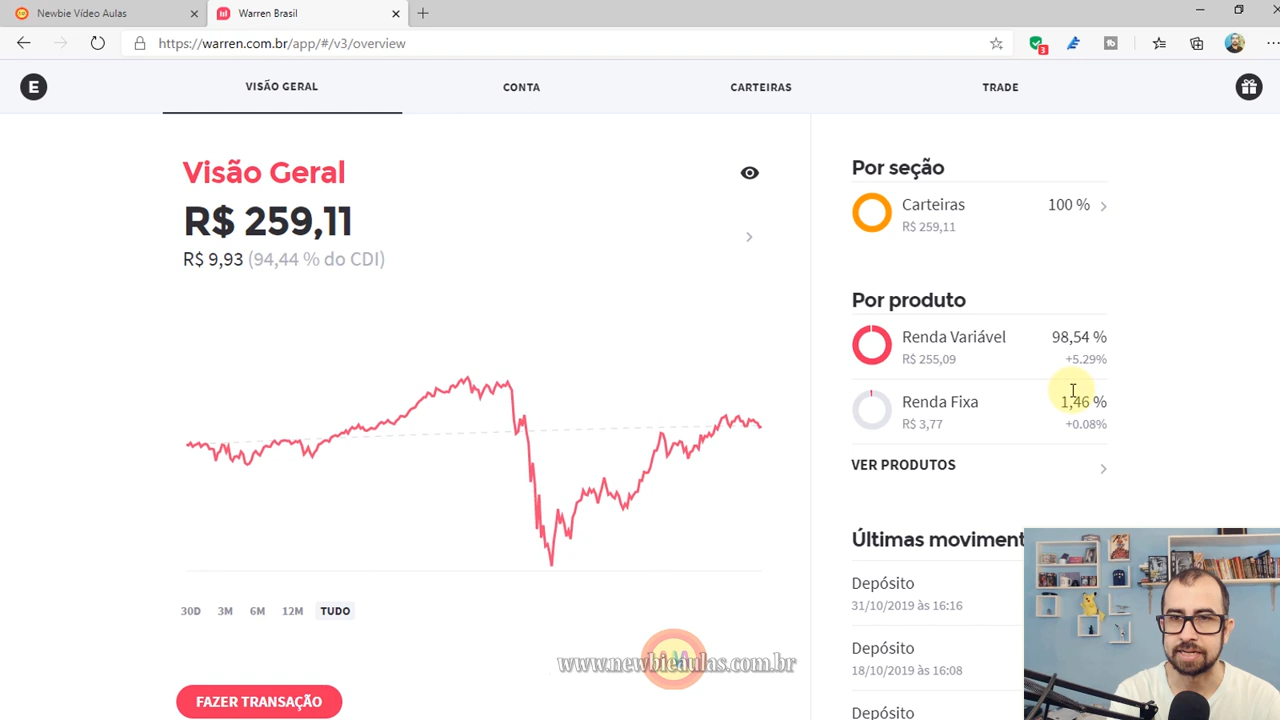 Newbie Vídeo Aulas
Warren Brasil
https://warren.com.br/app/#/v3/overview
3
E
VISÃO GERAL
CONTA
CARTEIRAS
TRADE
Visão Geral
R$ 259,11
R$ 9,93 (94,44 % do CDI)
30D
3M
6M
12M
TUDO
FAZER TRANSAÇÃO
Por seção
Carteiras
100 %
R$ 259,11
Por produto
Renda Variável
98,54 %
R$ 255,09
+5.29%
Renda Fixa
1,46 %
R$ 3,77
+0.08%
VER PRODUTOS
Últimas moviment
Depósito
31/10/2019 às 16:16
Depósito
18/10/2019 às 16:08
Depósito
www.newbieaulas.com.br